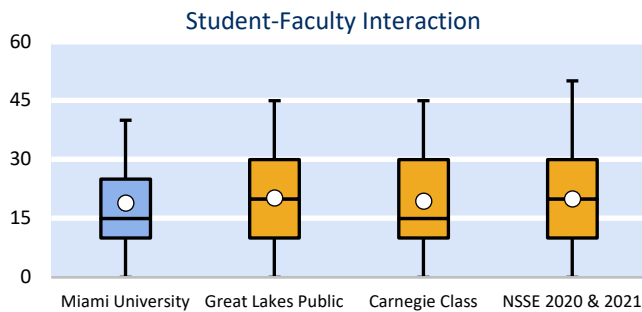 Student-Faculty Interaction
60
45
30
15
0
Miami University Great Lakes Public Carnegie Class NSSE 2020 & 2021